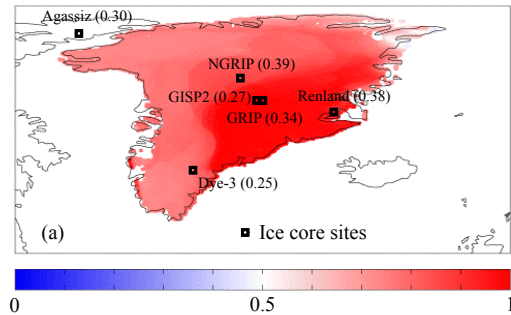 Agassiz (0.30)
NGRIP (0.39)
GISP2 (0.27)
Renland (0.38)
GRIP (0.34)
Dye-3 (0.25)
(a)
Ice core sites
0
0.5
1